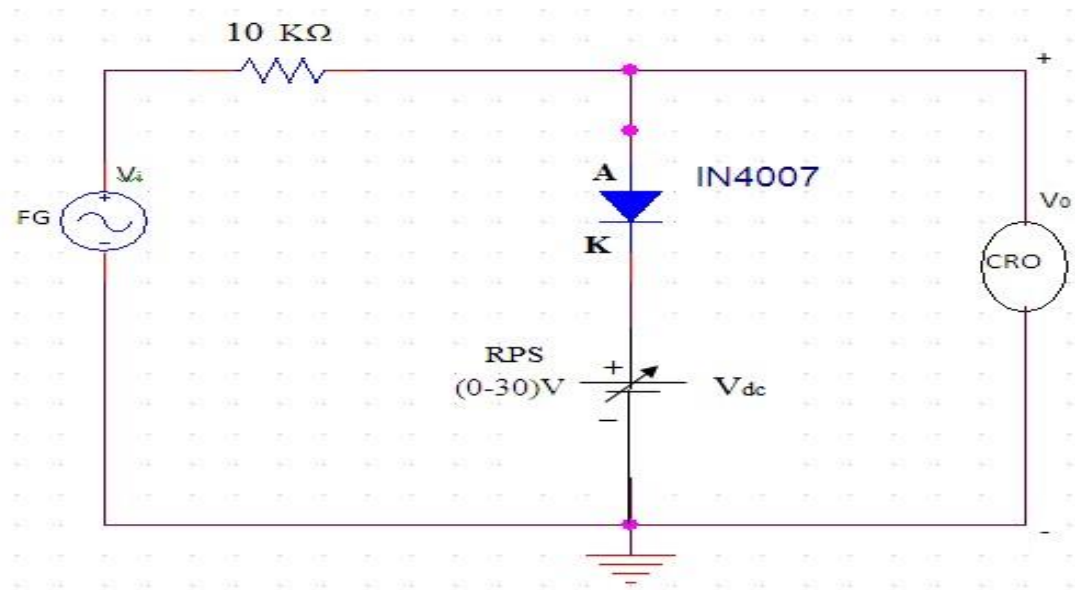 10 KΩ
+
Vi
+
FG
-
A
IN4007
K
Vo
CRO
RPS
(0-30)V
+
Vdc
-
-